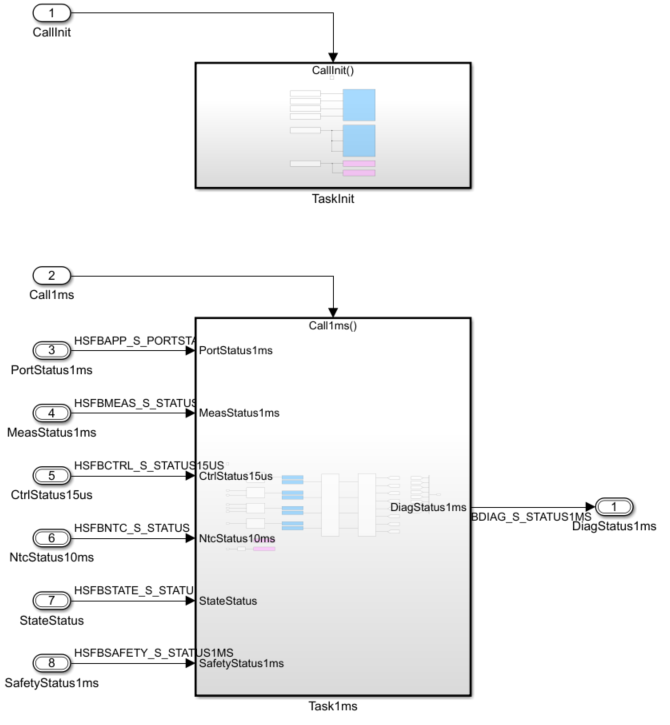 1
CallInit
CallInit()
TaskInit
2
Call1ms
Call1ms()
3
HSFBAPP_S_PORTSTA
PortStatus1ms
PortStatus1ms
4
HSFBMEAS_S_STATUS
MeasStatus1ms
MeasStatus1ms
5
HSFBCTRL_S_STATUS15US
CtrlStatus15us
CtrlStatus15us
DiagStatus1ms
1
BDIAG_S_STATUS1MS
DiagStatus1ms
6
HSFBNTC_S_STATUS
NtcStatus10ms
NtcStatus10ms
7
HSFBSTATE_S_STATU
StateStatus
StateStatus
8
HSFBSAFETY_S_STATUS1MS
SafetyStatus1ms
SafetyStatus1ms
Task1ms